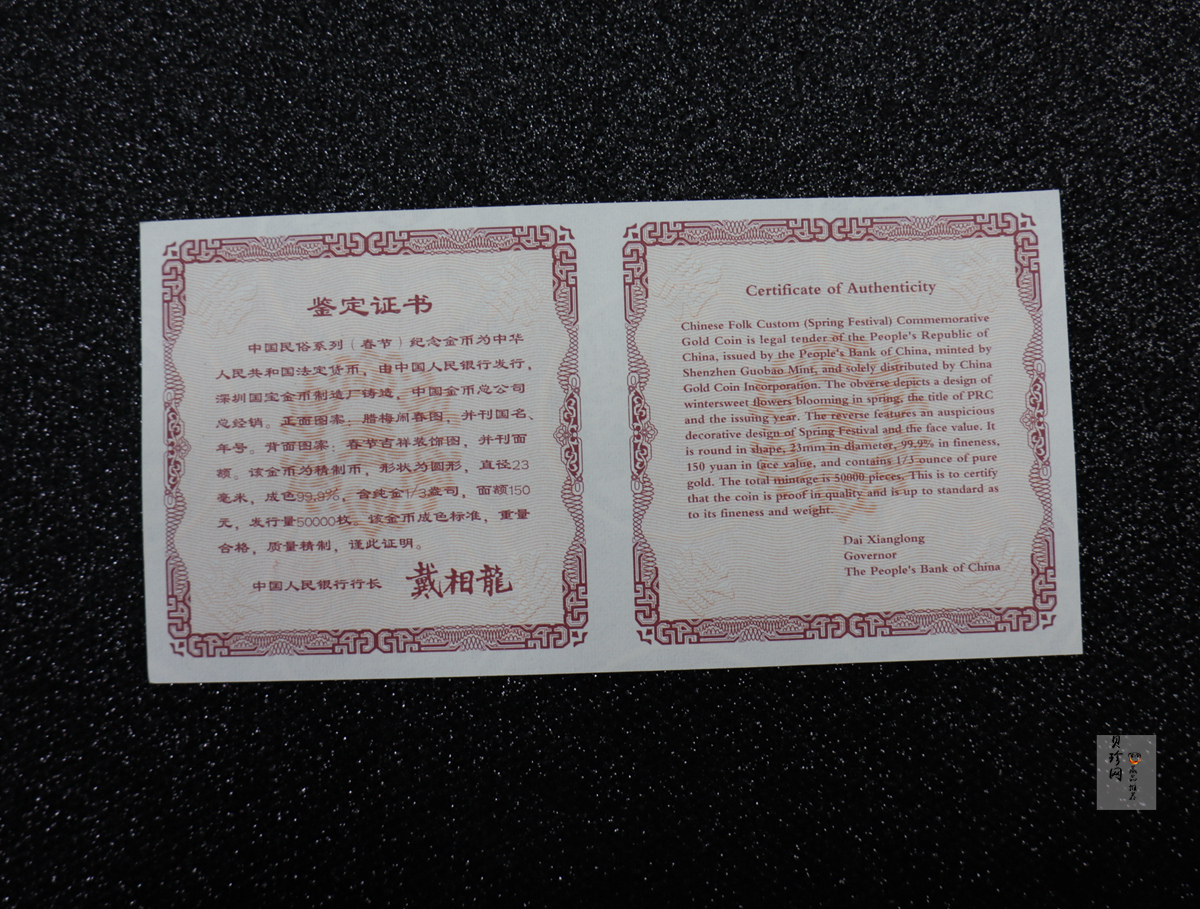 鉴定证书
中国民俗系列（春节）纪念金币为中华
人民共和国法定货币，由中国人民银行发行，
深圳国宝金币制造厂铸造，中国金币总公司
总经销。正面图案：腊梅闹春图，并刊国名、
年号。背面图案：春节吉祥装饰图，并刊面
额。该金币为精制币，形状为圆形，直径23
毫米，成色99.9%，含纯金1/3盎司，面额150
元，发行量50000枚。该金币成色标准，重量
合格，质量精制，谨此证明。
中国人民银行行长 戴相龍
Certificate of Authenticity
Chinese Folk Custom (Spring Festival) Commemorative
Gold Coin is legal tender of the People's Republic of
China, issued by the People's Bank of China, minted by
Shenzhen Guobao Mint, and solely distributed by China
Gold Coin Incorporation. The obverse depicts a design of
wintersweet flowers blooming in spring, the title of PRC
and the issuing year. The reverse features an auspicious
decorative design of Spring Festival and the face value. It
is round in shape, 23mm in diameter, 99.9% in fineness,
150 yuan in face value, and contains 1/3 ounce of pure
gold. The total mintage is 50000 pieces. This is to certify
that the coin is proof in quality and is up to standard as
to its fineness and weight.
Dai Xianglong
Governor
The People's Bank of China
贝珍网